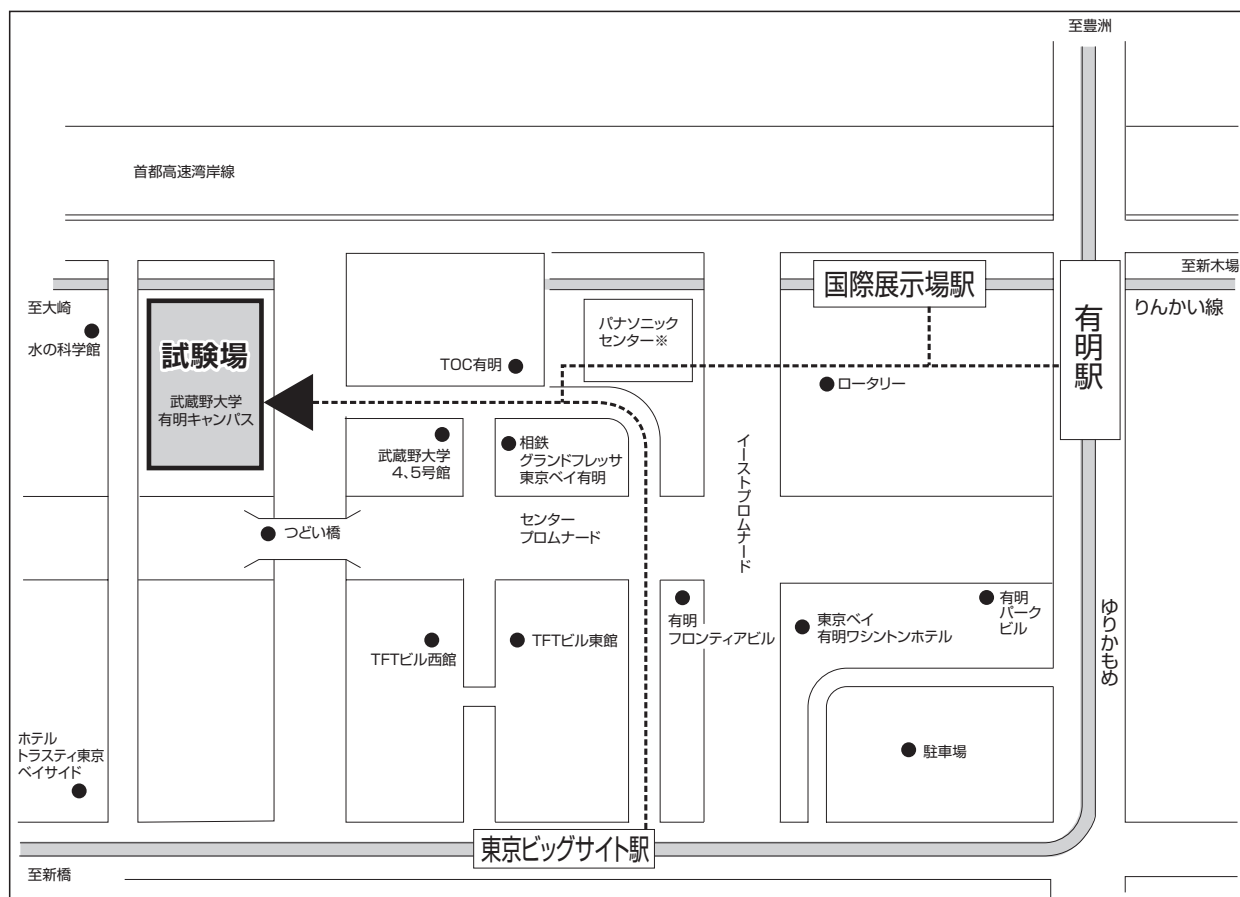 至豊洲
首都高速湾岸線
至新木場
りんかい線
国際展示場駅
有明駅
至大崎
水の科学館
試験場
武蔵野大学
有明キャンパス
TOC有明
パナソニック
センター※
ロータリー
武蔵野大学
4、5号館
相鉄
グランドフレッサ
東京ベイ有明
イーストプロムナード
つどい橋
センター
プロムナード
TFTビル西館
TFTビル東館
有明
フロンティアビル
東京ベイ
有明ワシントンホテル
有明
パーク
ビル
ゆりかもめ
ホテル
トラスティ東京
ベイサイド
駐車場
東京ビッグサイト駅
至新橋